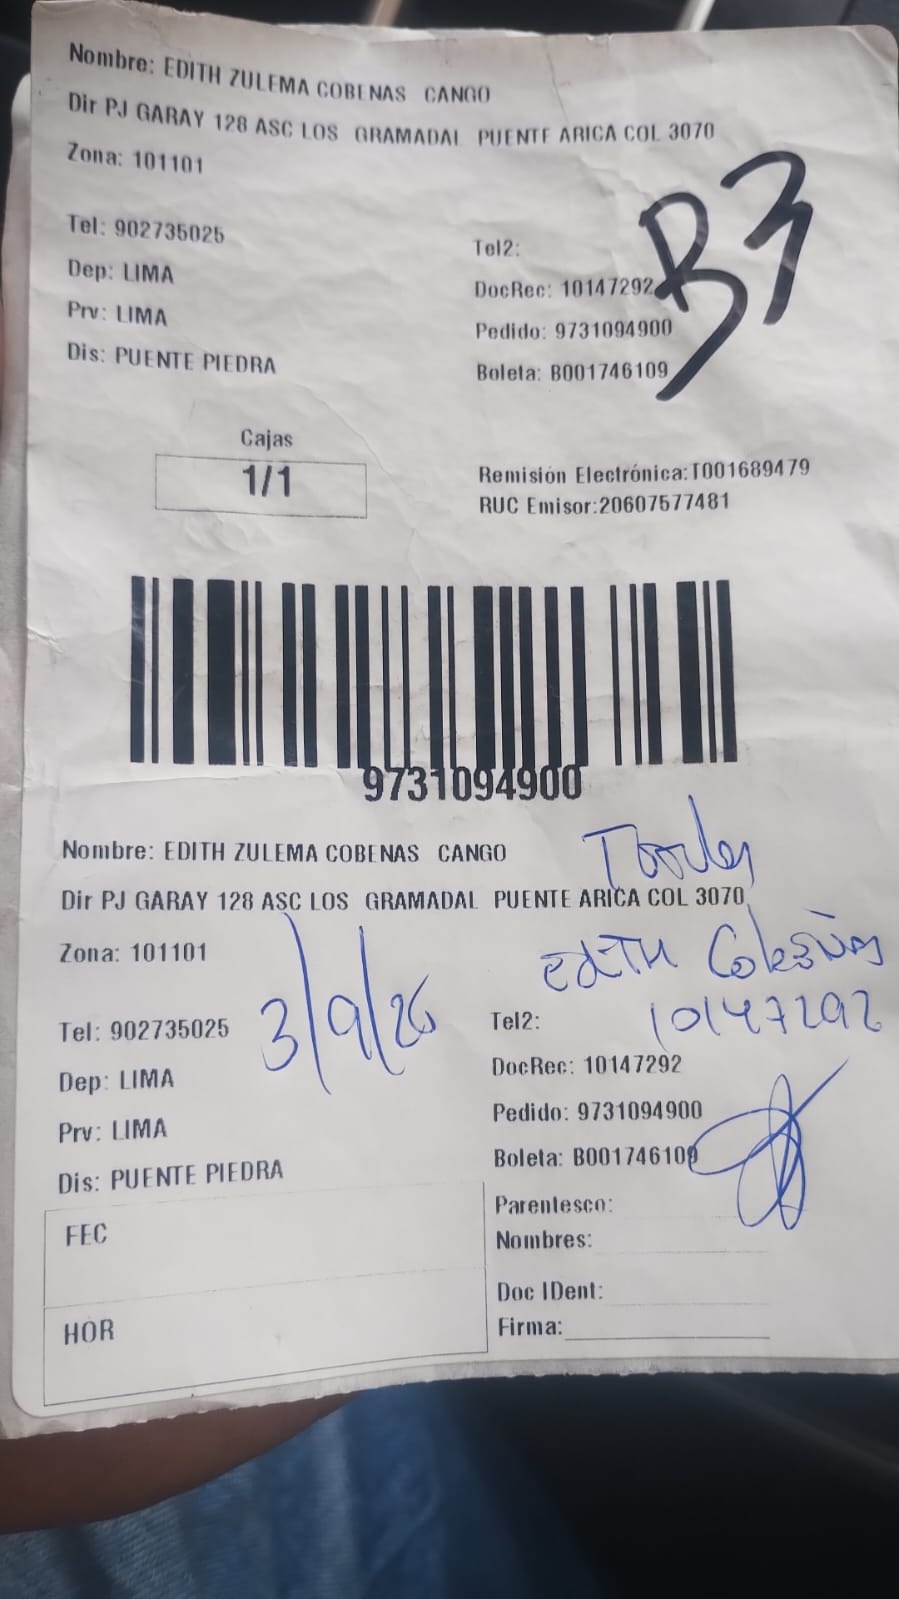 Nombre: EDITH ZULEMA COBENAS CANGO
Dir PJ GARAY 128 ASC LOS GRAMADAL PUENTE ARICA COL 3070
Zona: 101101
B3
Tel: 902735025
Tel2:
Dep: LIMA
DocRec: 10147292
Prv: LIMA
Pedido: 9731094900
Dis: PUENTE PIEDRA
Boleta: B001746109
Cajas
1/1
Remisión Electrónica:T001689479
RUC Emisor:20607577481
9731094900
Nombre: EDITH ZULEMA COBENAS CANGO
Dir PJ GARAY 128 ASC LOS GRAMADAL PUENTE ARICA COL 3070
Zona: 101101
EDITH Cobeñas
3/9/26
10147292
Tel: 902735025
Tel2:
Dep: LIMA
DocRec: 10147292
Prv: LIMA
Pedido: 9731094900
Dis: PUENTE PIEDRA
Boleta: B001746109
FEC
Parentesco:
Nombres:
HOR
Doc IDent:
Firma: